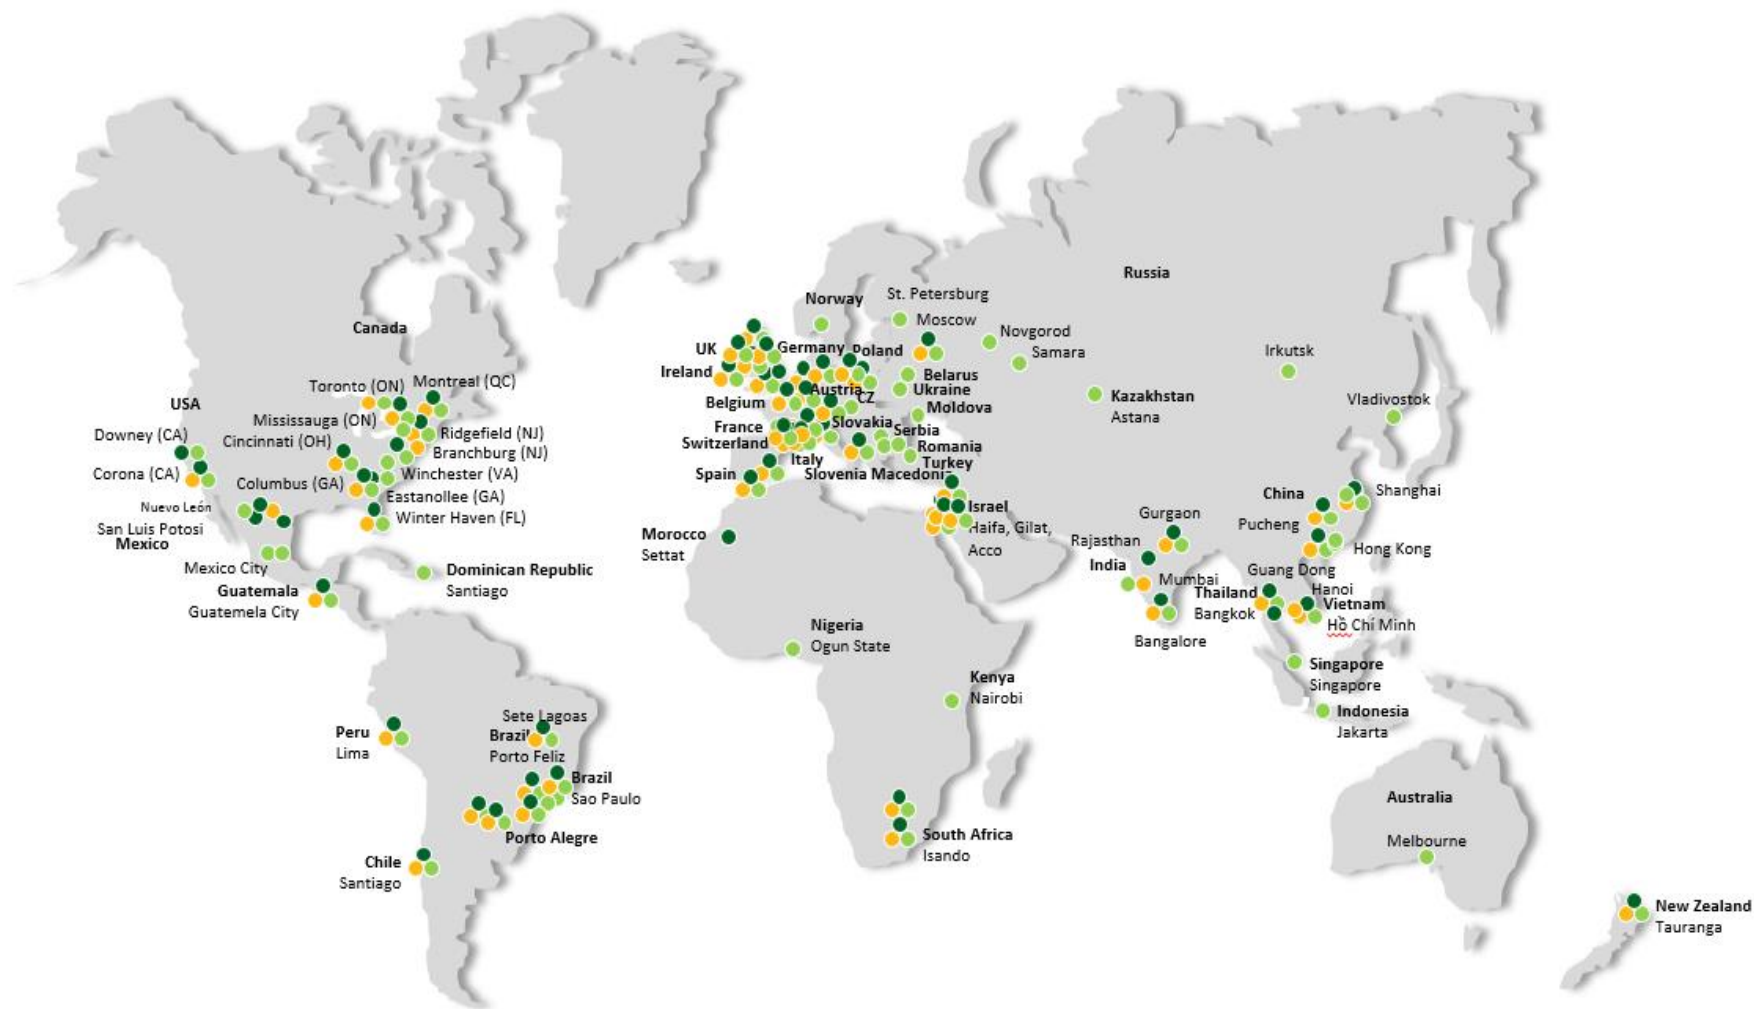 Russia
Norway
St. Petersburg
Moscow
Novgorod
Samara
Irkutsk
Canada
UK
Germany
Poland
Ireland
Toronto (ON)
Montreal (QC)
Austria
Belarus
Ukraine
Kazakhstan
Astana
Vladivostok
USA
Belgium
CZ
Moldova
Mississauga (ON)
Downey (CA)
Cincinnati (OH)
Ridgefield (NJ)
Branchburg (NJ)
France
Slovakia
Serbia
Switzerland
Romania
Italy
Turkey
Corona (CA)
Columbus (GA)
Winchester (VA)
Spain
Slovenia Macedonia
Eastanollee (GA)
Winter Haven (FL)
Nuevo León
San Luis Potosi
Mexico
Mexico City
China
Shanghai
Pucheng
Israel
Haifa, Gilat,
Acco
Gurgaon
Rajasthan
Hong Kong
Morocco
Settat
India
Mumbai
Guang Dong
Hanoi
Dominican Republic
Santiago
Guatemala
Guatemela City
Thailand
Bangkok
Vietnam
Hồ Chí Minh
Bangalore
Nigeria
Ogun State
Kenya
Nairobi
Singapore
Singapore
Indonesia
Jakarta
Peru
Lima
Sete Lagoas
Brazil
Porto Feliz
Brazil
Sao Paulo
Porto Alegre
Australia
Melbourne
South Africa
Isando
Chile
Santiago
New Zealand
Tauranga